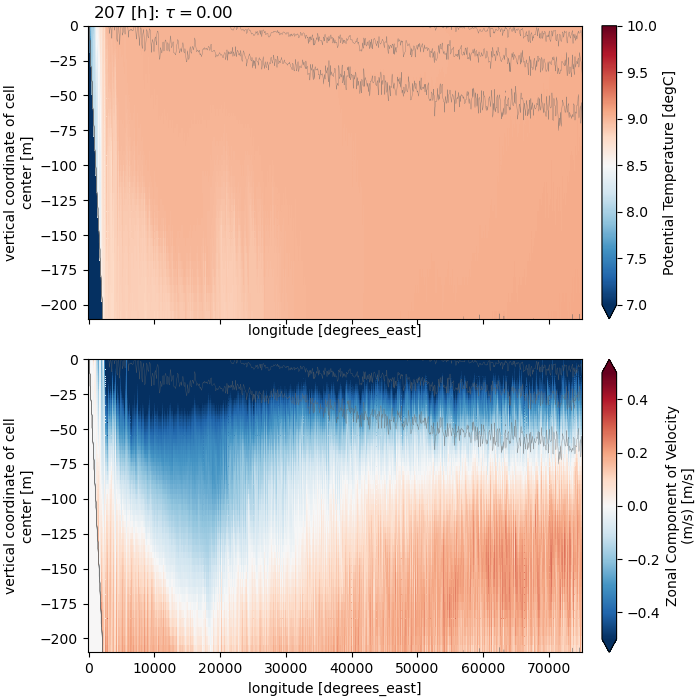 207 [h]: τ = 0.00
0
−25
−50
−75
−100
−125
−150
−175
−200
vertical coordinate of cell
center [m]
longitude [degrees_east]
10.0
9.5
9.0
8.5
8.0
7.5
7.0
Potential Temperature [degC]
0
−25
−50
−75
−100
−125
−150
−175
−200
vertical coordinate of cell
center [m]
0 10000 20000 30000 40000 50000 60000 70000
longitude [degrees_east]
0.4
0.2
0.0
−0.2
−0.4
Zonal Component of Velocity
(m/s) [m/s]